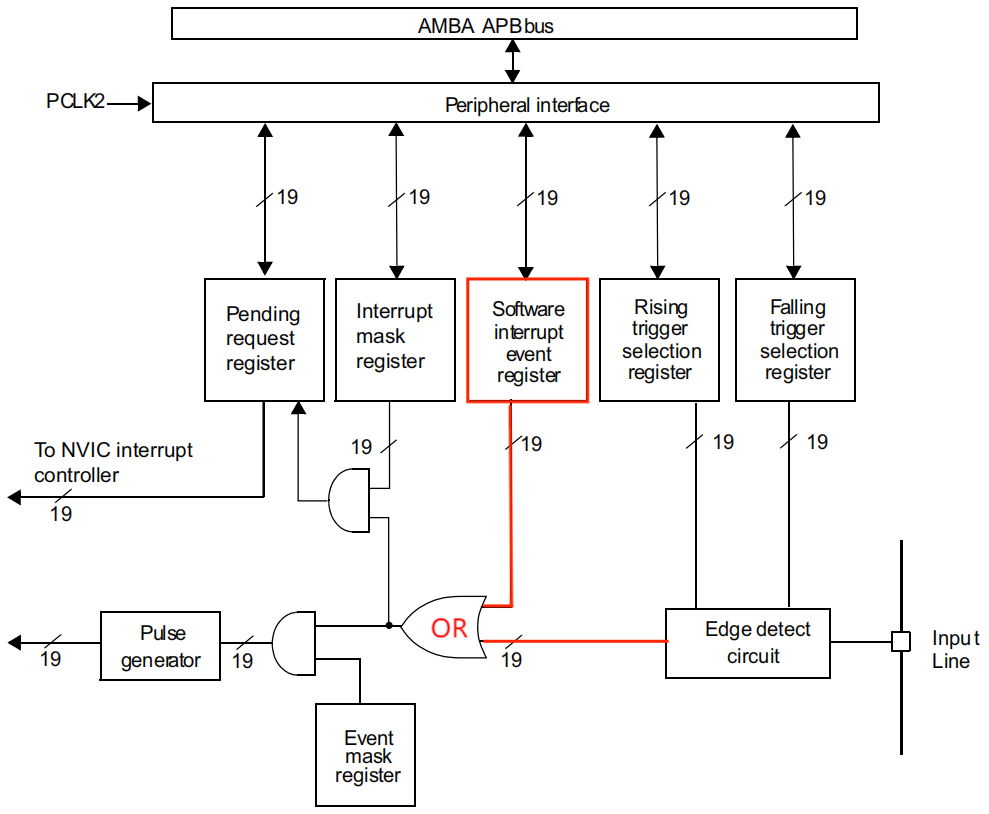 AMBA APB bus
PCLK2
Peripheral interface
19
19
19
19
19
Pending
request
register
Interrupt
mask
register
Software
interrupt
event
register
Rising
trigger
selection
register
Falling
trigger
selection
register
To NVIC interrupt
controller
19
19
19
19
19
OR
19
Edge detect
circuit
Input
Line
Pulse
generator
19
19
Event
mask
register